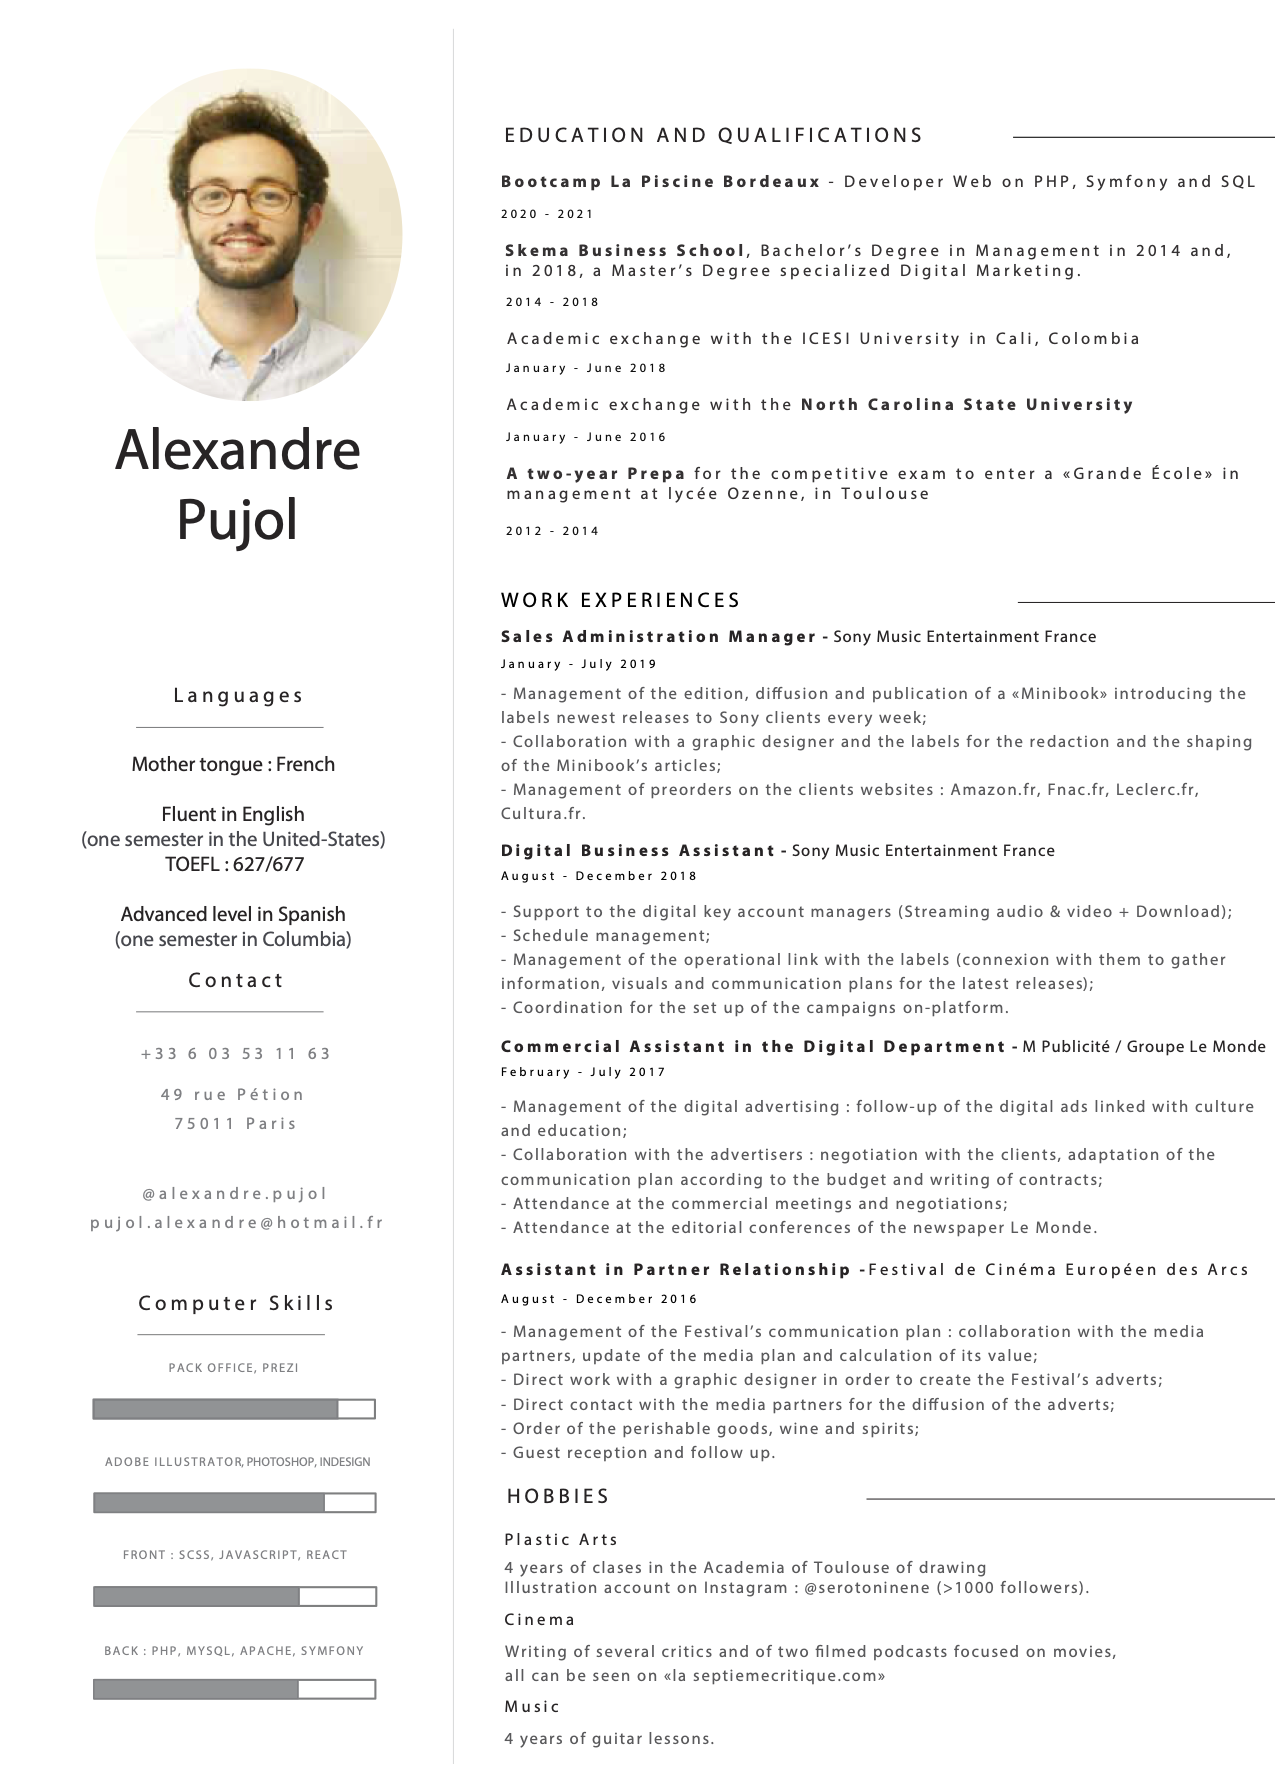 Alexandre
Pujol
Languages
Mother tongue : French
Fluent in English
(one semester in the United-States)
TOEFL : 627/677
Advanced level in Spanish
(one semester in Columbia)
Contact
+33 6 03 53 11 63
49 rue Pétion
75011 Paris
@alexandre.pujol
pujol.alexandre@hotmail.fr
Computer Skills
PACK OFFICE, PREZI
ADOBE ILLUSTRATOR, PHOTOSHOP, INDESIGN
FRONT : SCSS, JAVASCRIPT, REACT
BACK : PHP, MYSQL, APACHE, SYMFONY
EDUCATION AND QUALIFICATIONS
Bootcamp La Piscine Bordeaux - Developer Web on PHP, Symfony and SQL
2020 - 2021
Skema Business School, Bachelor's Degree in Management in 2014 and,
in 2018, a Master's Degree specialized Digital Marketing.
2014 - 2018
Academic exchange with the ICESI University in Cali, Colombia
January - June 2018
Academic exchange with the North Carolina State University
January - June 2016
A two-year Prepa for the competitive exam to enter a «Grande École» in
management at lycée Ozenne, in Toulouse
2012 - 2014
WORK EXPERIENCES
Sales Administration Manager - Sony Music Entertainment France
January - July 2019
- Management of the edition, diffusion and publication of a «Minibook» introducing the
labels newest releases to Sony clients every week;
- Collaboration with a graphic designer and the labels for the redaction and the shaping
of the Minibook's articles;
- Management of preorders on the clients websites : Amazon.fr, Fnac.fr, Leclerc.fr,
Cultura.fr.
Digital Business Assistant - Sony Music Entertainment France
August - December 2018
- Support to the digital key account managers (Streaming audio & video + Download);
- Schedule management;
- Management of the operational link with the labels (connexion with them to gather
information, visuals and communication plans for the latest releases);
- Coordination for the set up of the campaigns on-platform.
Commercial Assistant in the Digital Department - M Publicité / Groupe Le Monde
February - July 2017
- Management of the digital advertising : follow-up of the digital ads linked with culture
and education;
- Collaboration with the advertisers : negotiation with the clients, adaptation of the
communication plan according to the budget and writing of contracts;
- Attendance at the commercial meetings and negotiations;
- Attendance at the editorial conferences of the newspaper Le Monde.
Assistant in Partner Relationship -Festival de Cinéma Européen des Arcs
August - December 2016
- Management of the Festival's communication plan : collaboration with the media
partners, update of the media plan and calculation of its value;
- Direct work with a graphic designer in order to create the Festival's adverts;
- Direct contact with the media partners for the diffusion of the adverts;
- Order of the perishable goods, wine and spirits;
- Guest reception and follow up.
HOBBIES
Plastic Arts
4 years of clases in the Academia of Toulouse of drawing
Illustration account on Instagram : @serotoninene (>1000 followers).
Cinema
Writing of several critics and of two filmed podcasts focused on movies,
all can be seen on «la septiemecritique.com»
Music
4 years of guitar lessons.